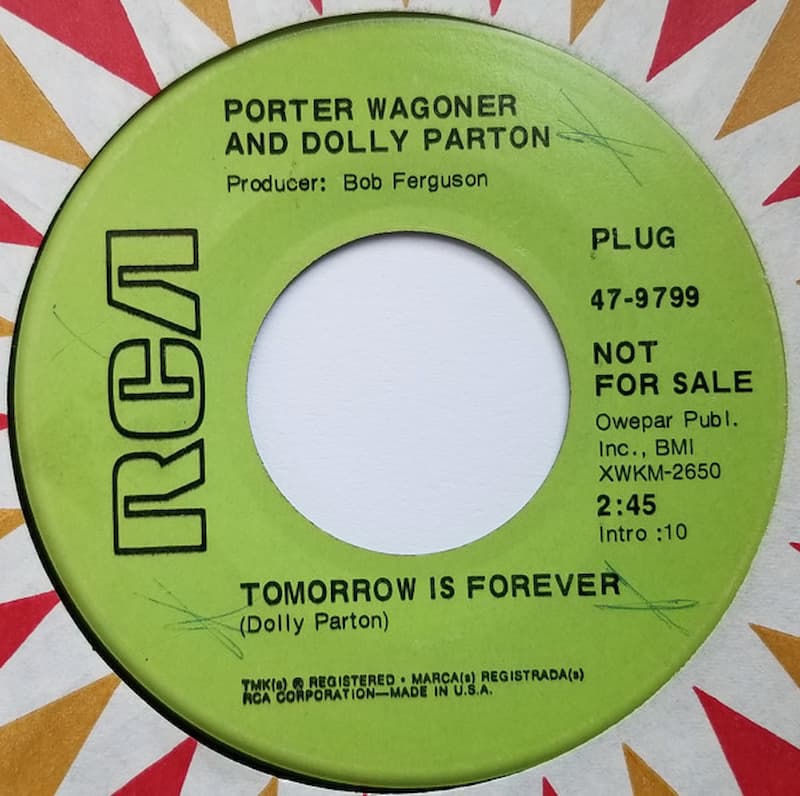 PORTER WAGONER
AND DOLLY PARTON
Producer: Bob Ferguson
RCA
PLUG
47-9799
NOT
FOR SALE
Owepar Publ.
Inc., BMI
XWKM-2650
2:45
Intro :10
TOMORROW IS FOREVER
(Dolly Parton)
TMK(s) ® REGISTERED • MARCA(s) REGISTRADA(s)
RCA CORPORATION—MADE IN U.S.A.